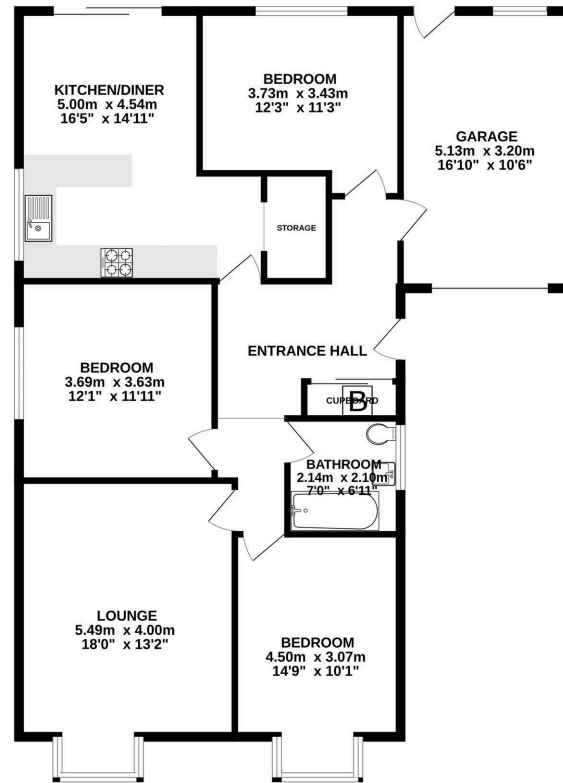 KITCHEN/DINER
5.00m x 4.54m
16'5" x 14'11"
BEDROOM
3.73m x 3.43m
12'3" x 11'3"
GARAGE
5.13m x 3.20m
16'10" x 10'6"
STORAGE
BEDROOM
3.69m x 3.63m
12'1" x 11'11"
ENTRANCE HALL
CUPBOARD
B
BATHROOM
2.14m x 2.10m
7'0" x 6'11"
LOUNGE
5.49m x 4.00m
18'0" x 13'2"
BEDROOM
4.50m x 3.07m
14'9" x 10'1"